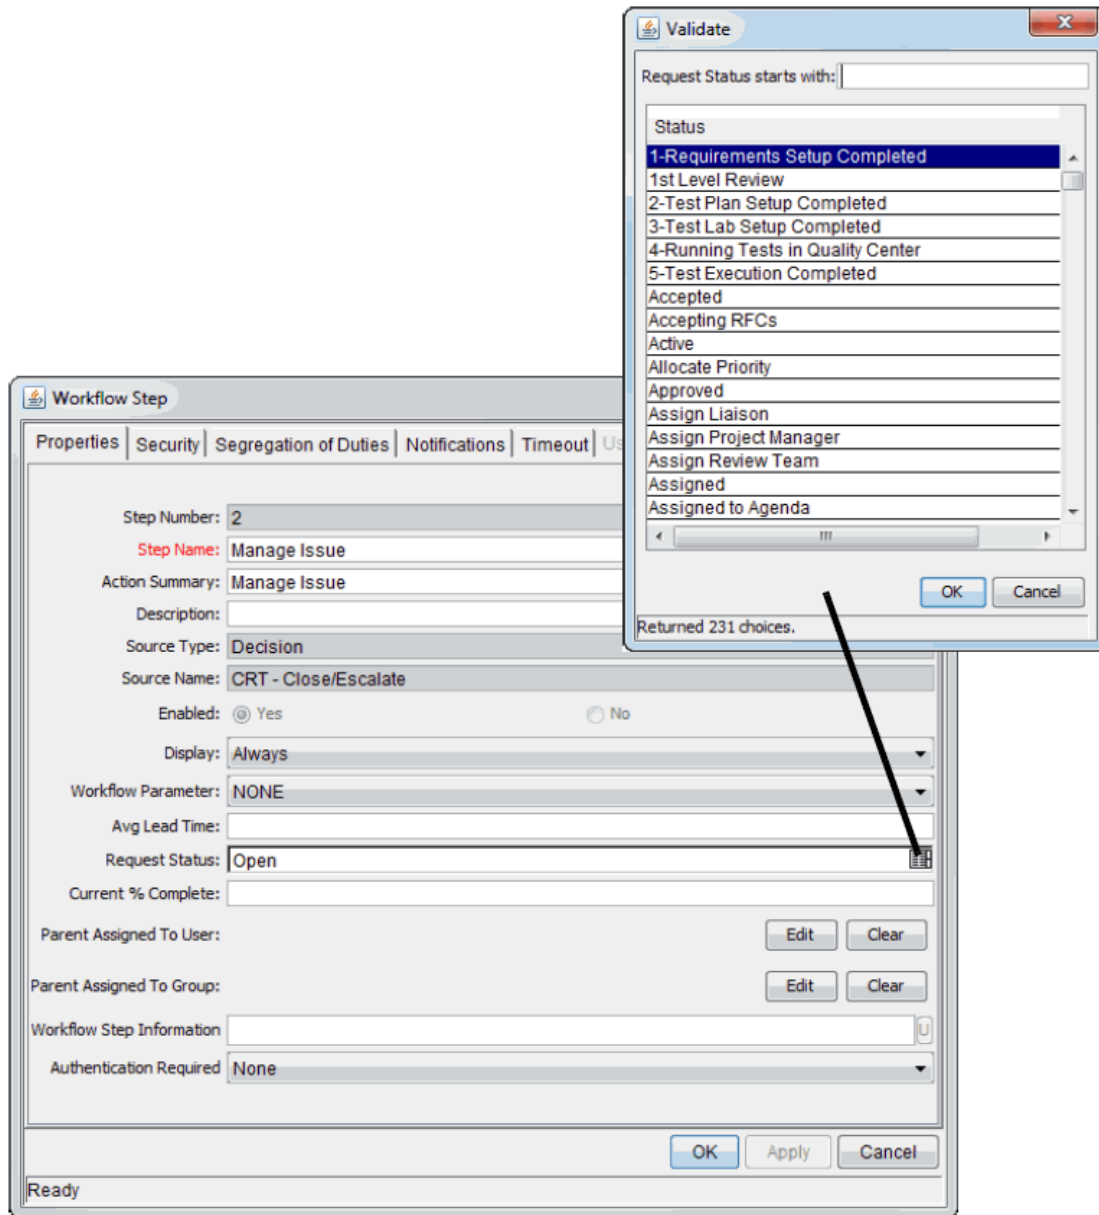 Validate
Request Status starts with:
Status
1-Requirements Setup Completed
1st Level Review
2-Test Plan Setup Completed
3-Test Lab Setup Completed
4-Running Tests in Quality Center
5-Test Execution Completed
Accepted
Accepting RFCs
Active
Allocate Priority
Approved
Assign Liaison
Assign Project Manager
Assign Review Team
Assigned
Assigned to Agenda
OK Cancel
Returned 231 choices.
Workflow Step
Properties Security Segregation of Duties Notifications Timeout Us
Step Number: 2
Step Name: Manage Issue
Action Summary: Manage Issue
Description:
Source Type: Decision
Source Name: CRT - Close/Escalate
Enabled: Yes No
Display: Always
Workflow Parameter: NONE
Avg Lead Time:
Request Status: Open
Current % Complete:
Parent Assigned To User: Edit Clear
Parent Assigned To Group: Edit Clear
Workflow Step Information U
Authentication Required None
OK Apply Cancel
Ready